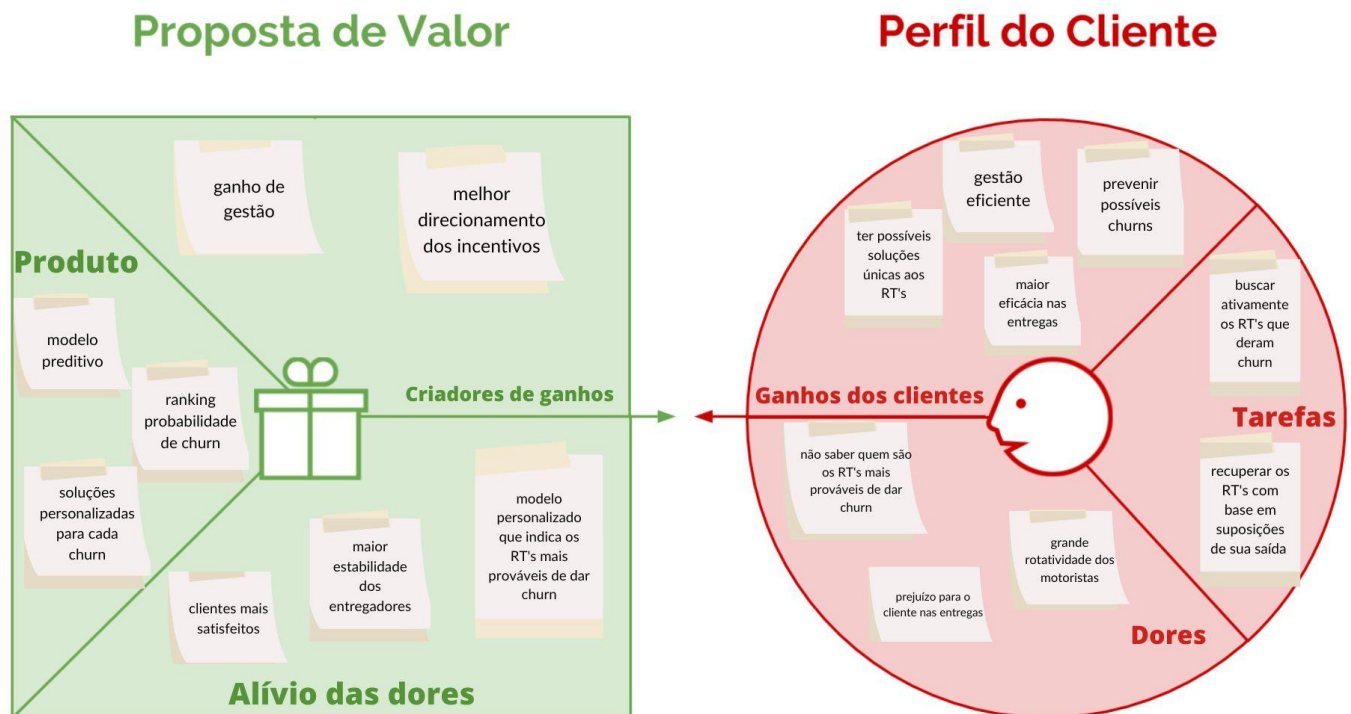 Proposta de Valor
ganho de
gestão
melhor
direcionamento
dos incentivos
Produto
modelo
preditivo
ranking
probabilidade
de churn
soluções
personalizadas
para cada
churn
Criadores de ganhos
clientes mais
satisfeitos
maior
estabilidade
dos
entregadores
modelo
personalizado
que indica os
RT's mais
prováveis de dar
churn
Alívio das dores
Perfil do Cliente
gestão
eficiente
prevenir
possíveis
churns
ter possíveis
soluções
únicas aos
RT's
maior
eficácia nas
entregas
Ganhos dos clientes
buscar
ativamente
os RT's que
deram
churn
Tarefas
recuperar os
RT's com
base em
suposições
de sua saída
não saber quem são
os RT's mais
prováveis de dar
churn
grande
rotatividade dos
motoristas
prejuízo para o
cliente nas entregas
Dores